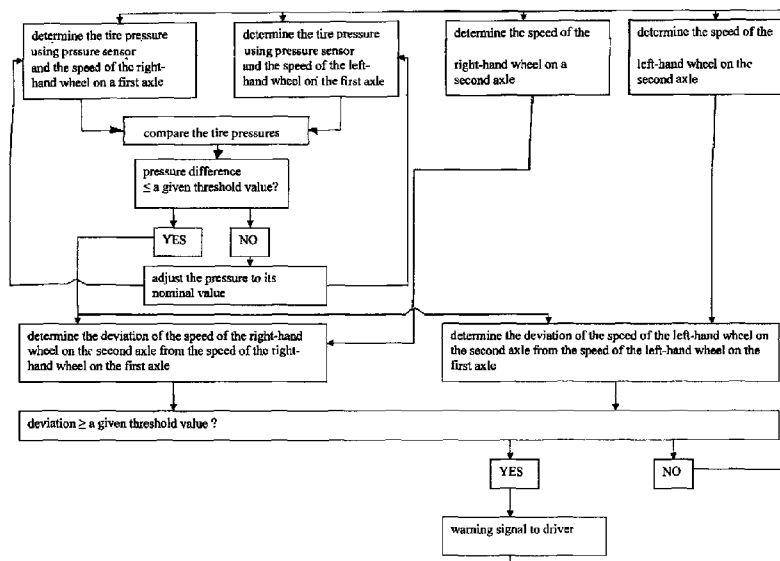 determine the tire pressure
using pressure sensor
and the speed of the right-
hand wheel on a first axle
determine the tire pressure
using pressure sensor
and the speed of the left-
hand wheel on the first axle
determine the speed of the
right-hand wheel on a
second axle
determine the speed of the
left-hand wheel on the
second axle
compare the tire pressures
pressure difference
≤ a given threshold value?
YES
NO
adjust the pressure to its
nominal value
determine the deviation of the speed of the right-hand
wheel on the second axle from the speed of the right-
hand wheel on the first axle
determine the deviation of the speed of the left-hand wheel on
the second axle from the speed of the left-hand wheel on the
first axle
deviation ≥ a given threshold value ?
YES
NO
warning signal to driver